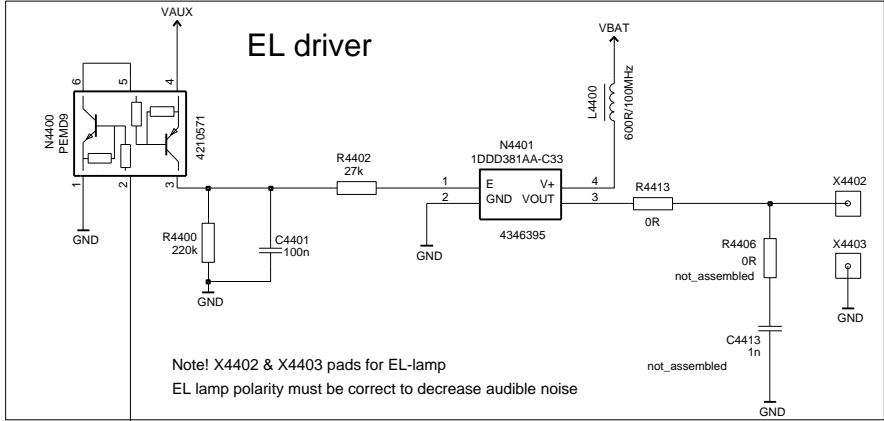 EL driver
VAUX
VBAT
6
5
4
N4400
PEMD9
4210571
1
2
3
GND
L4400
600R/100MHz
R4402
27k
N4401
1DDD381AA-C33
1
2
E
GND
V+
VOUT
4
3
4346395
GND
R4413
0R
X4402
R4400
220k
C4401
100n
GND
R4406
0R
not_assembled
X4403
GND
C4413
1n
not_assembled
GND
Note! X4402 & X4403 pads for EL-lamp
EL lamp polarity must be correct to decrease audible noise